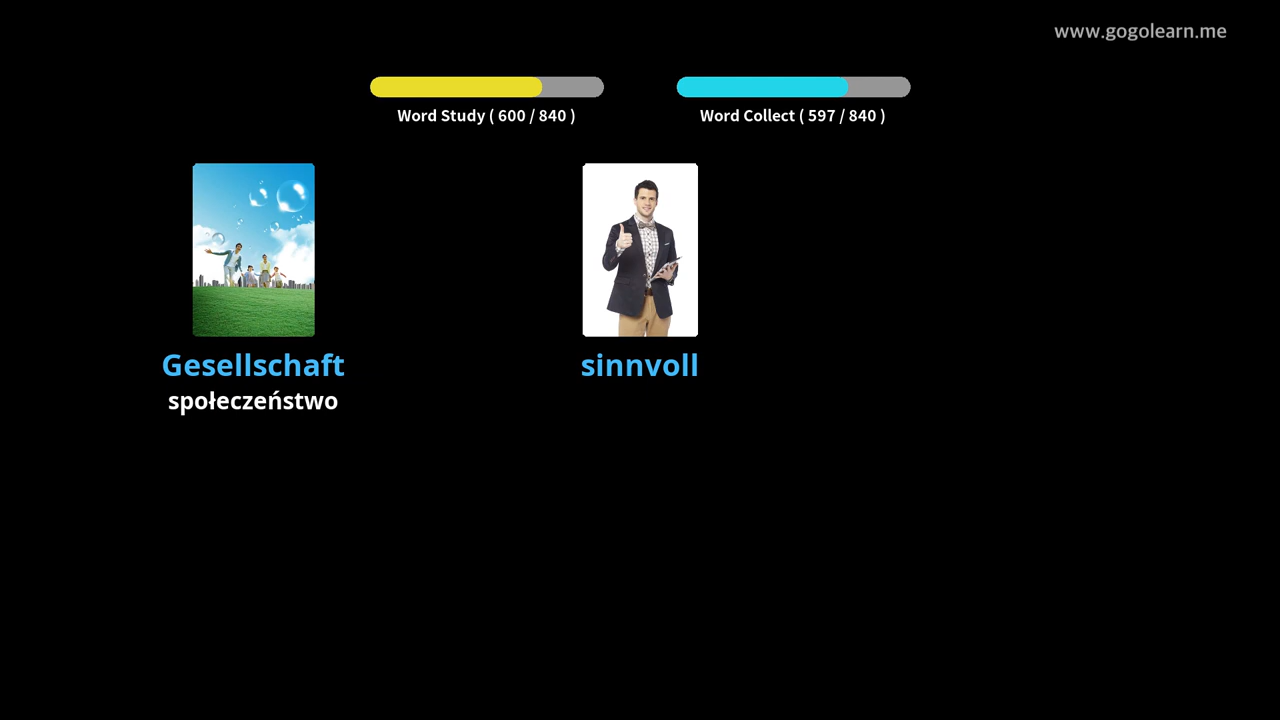 www.gogolearn.me
Word Study ( 600 / 840 )
Word Collect ( 597 / 840 )
Gesellschaft
społeczeństwo
sinnvoll